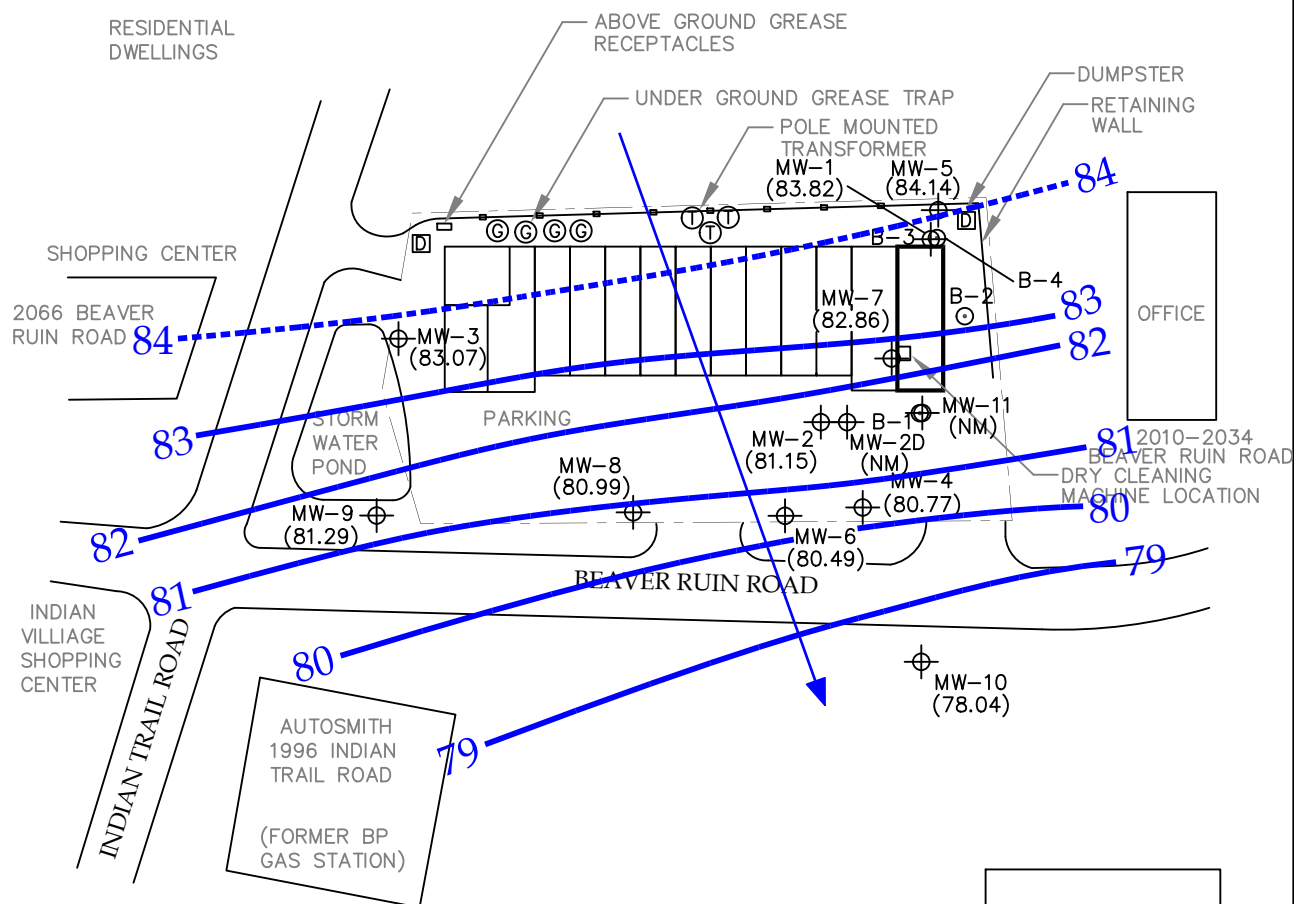 RESIDENTIAL
DWELLINGS
ABOVE GROUND GREASE
RECEPTACLES
UNDER GROUND GREASE TRAP
POLE MOUNTED
TRANSFORMER
DUMPSTER
RETAINING
WALL
MW-1
(83.82)
MW-5
(84.14)
84
T
T
T
G
G
G
G
D
D
B-3
B-4
SHOPPING CENTER
2066 BEAVER
RUIN ROAD
84
MW-3
(83.07)
MW-7
(82.86)
B-2
83
82
OFFICE
83
STORM
WATER
POND
PARKING
MW-2
(81.15)
B-1
MW-2D
(NM)
MW-11
(NM)
81
2010-2034
BEAVER RUIN ROAD
DRY CLEANING
MACHINE LOCATION
MW-8
(80.99)
MW-4
(80.77)
80
MW-9
(81.29)
MW-6
(80.49)
82
81
79
BEAVER RUIN ROAD
INDIAN
VILLIAGE
SHOPPING
CENTER
INDIAN TRAIL ROAD
80
MW-10
(78.04)
79
AUTOSMITH
1996 INDIAN
TRAIL ROAD
(FORMER BP
GAS STATION)